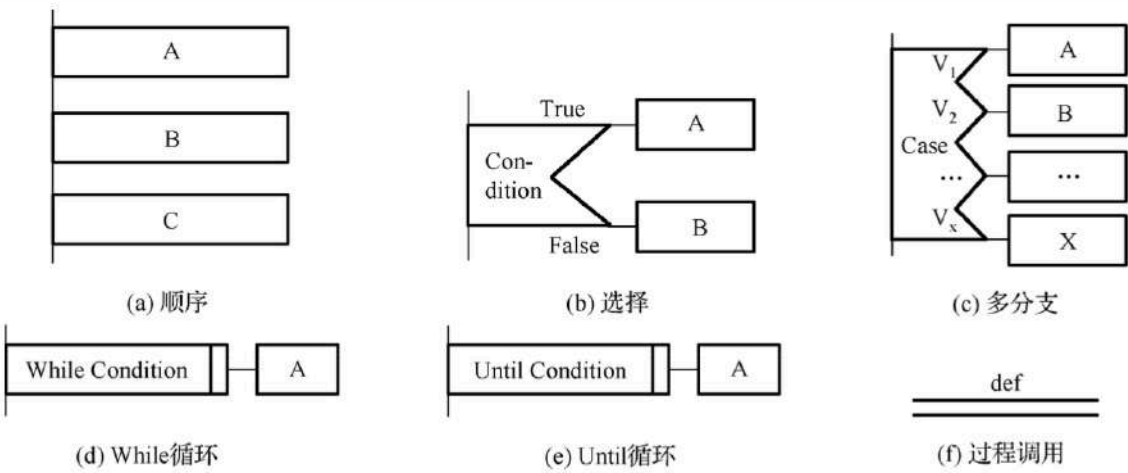 A
B
C
(a) 顺序
True
Con-
dition
False
A
B
(b) 选择
V1
V2
Case
...
Vx
A
B
...
X
(c) 多分支
While Condition
A
(d) While循环
Until Condition
A
(e) Until循环
def
(f) 过程调用